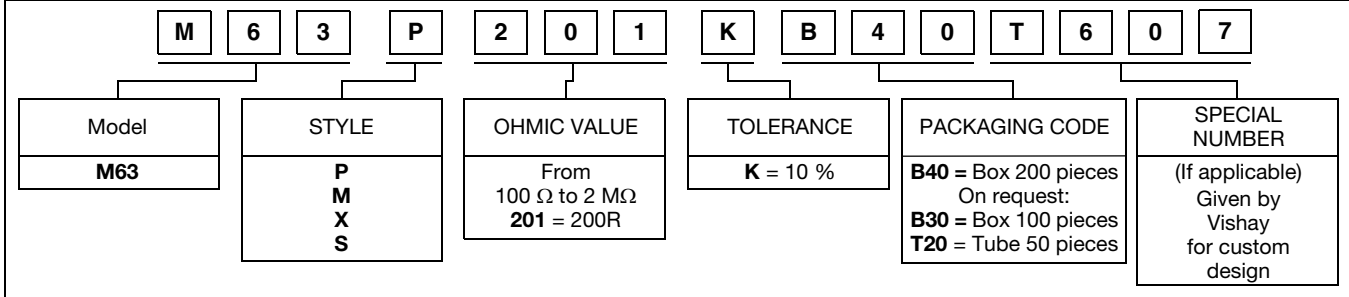 M 6 3 P 2 0 1 K B 4 0 T 6 0 7
Model
M63
STYLE
P
M
X
S
OHMIC VALUE
From
100 Ω to 2 MΩ
201 = 200R
TOLERANCE
K = 10 %
PACKAGING CODE
B40 = Box 200 pieces
On request:
B30 = Box 100 pieces
T20 = Tube 50 pieces
SPECIAL
NUMBER
(If applicable)
Given by
Vishay
for custom
design